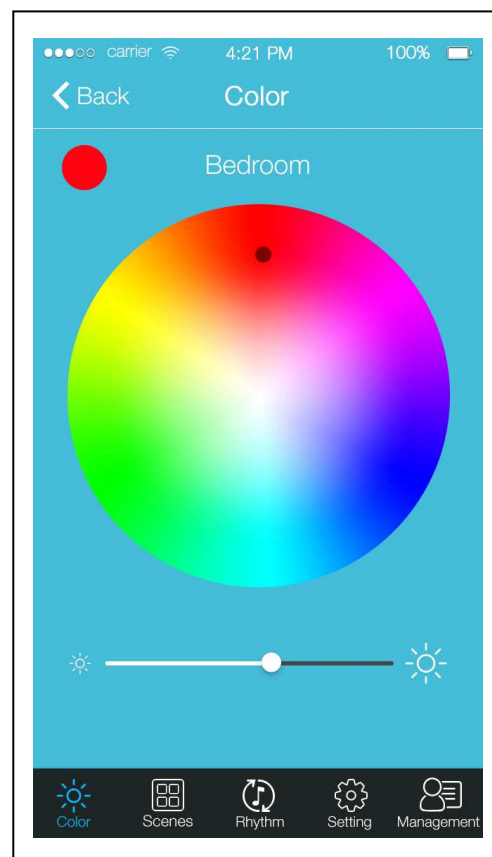 carrier 4:21 PM 100%
Back Color
Bedroom
Color Scenes Rhythm Setting Management